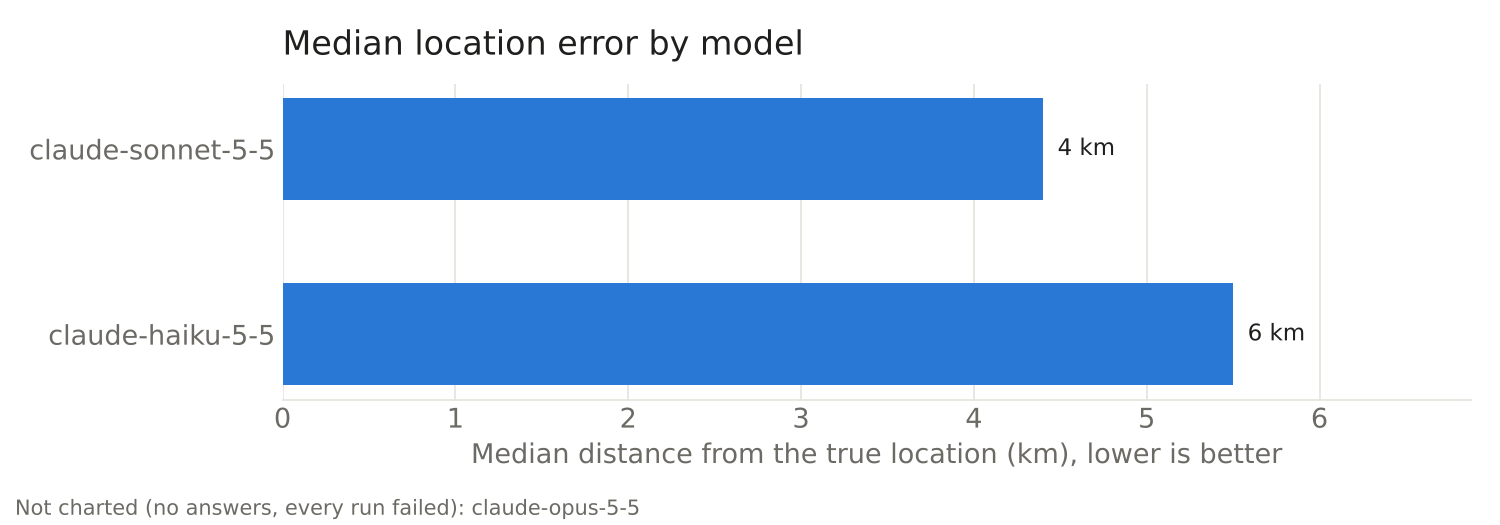 Median location error by model
claude-sonnet-5-5
4 km
claude-haiku-5-5
6 km
0 1 2 3 4 5 6
Median distance from the true location (km), lower is better
Not charted (no answers, every run failed): claude-opus-5-5